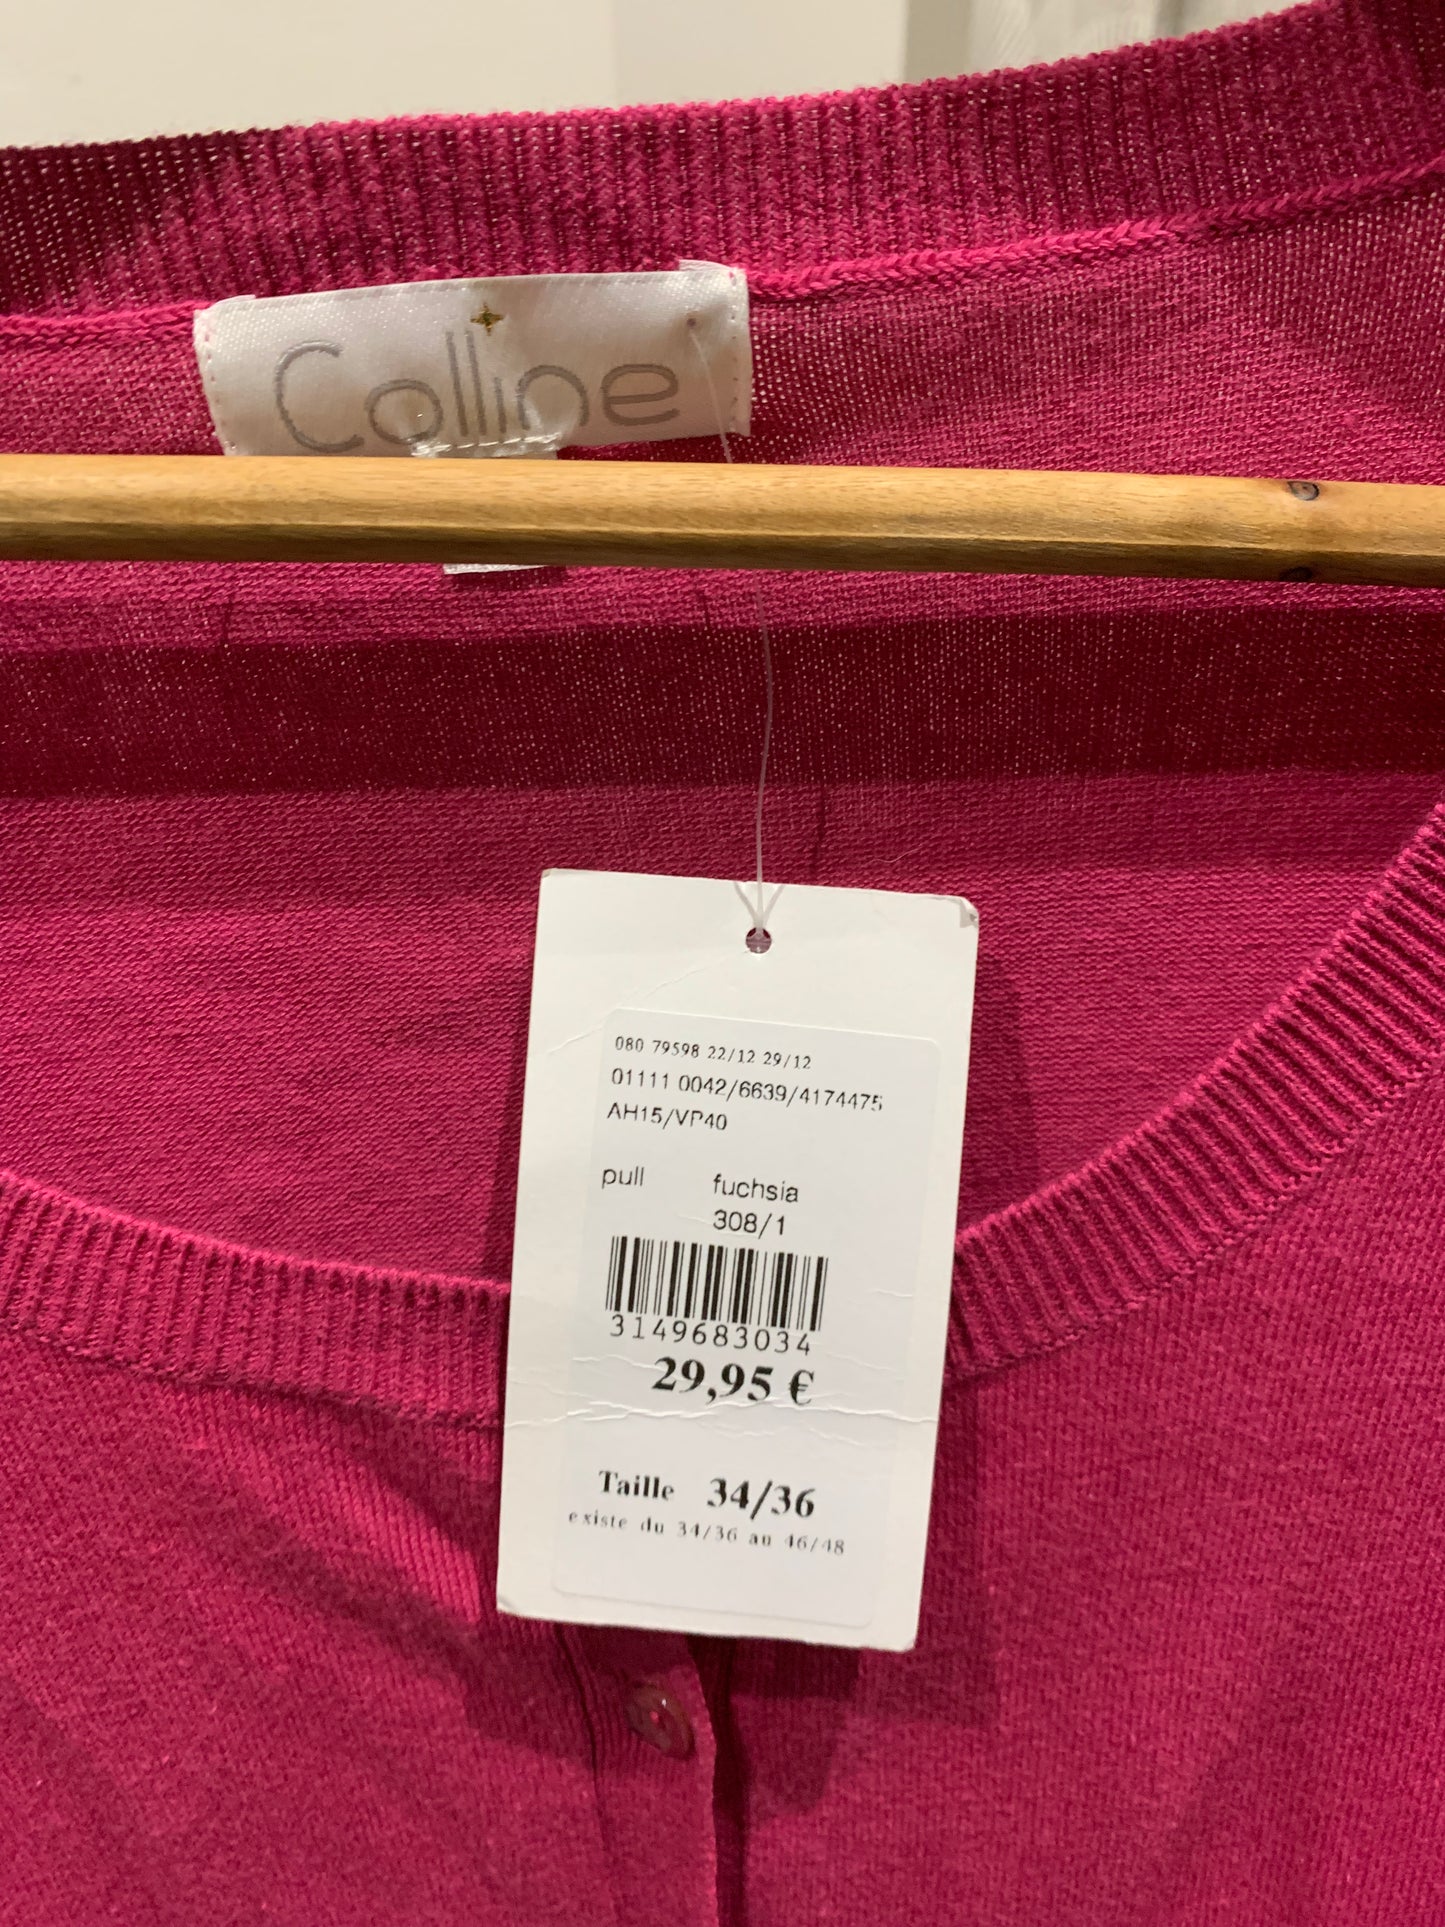 Colline
080 79598 22/12 29/12
01111 0042/6639/4174475
AH15/VP40
pull fuchsia
308/1
3149683034
29,95 €
Taille 34/36
existe du 34/36 au 46/48